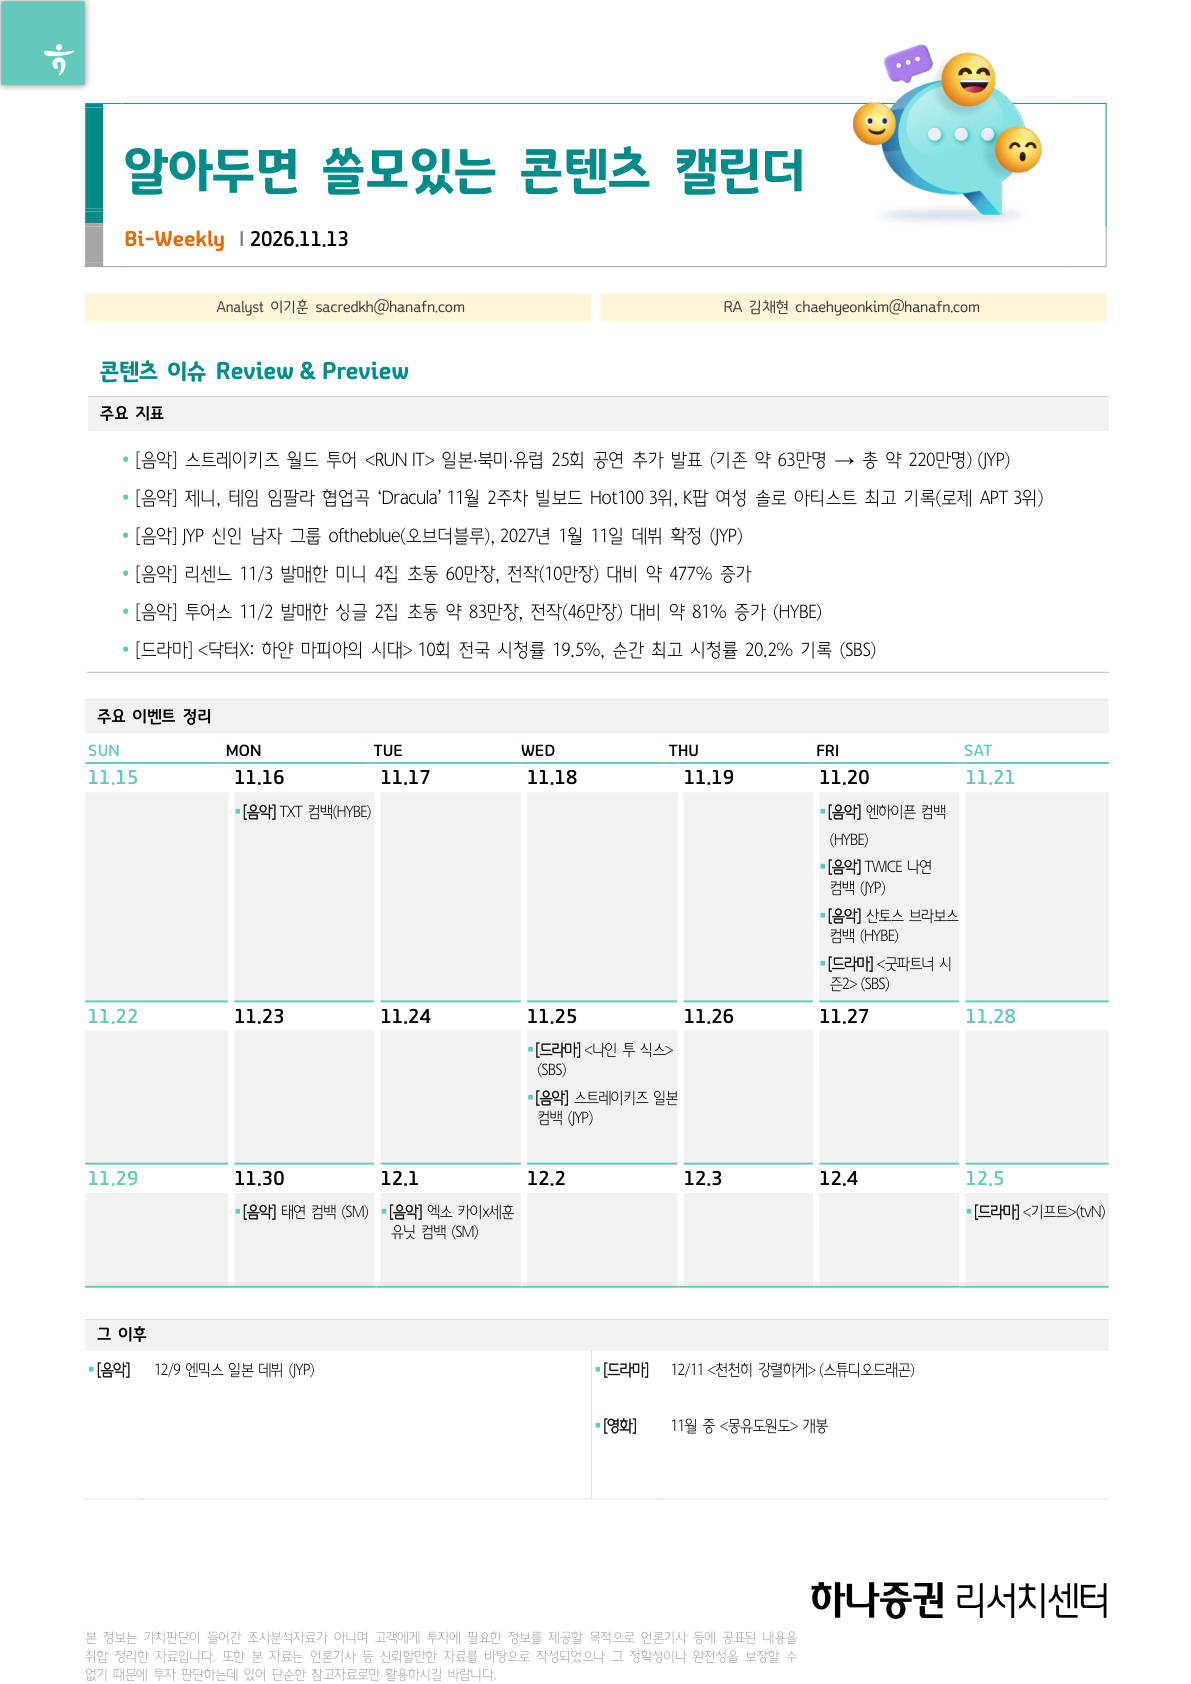 알아두면 쓸모있는 콘텐츠 캘린더
Bi-Weekly | 2026.11.13
Analyst 이기훈 sacredkh@hanafn.com
RA 김채현 chaehyeonkim@hanafn.com
콘텐츠 이슈 Review & Preview
주요 지표
• [음악] 스트레이키즈 월드 투어 <RUN IT> 일본·북미·유럽 25회 공연 추가 발표 (기존 약 63만명 → 총 약 220만명) (JYP)
• [음악] 제니, 테임 임팔라 협업곡 ‘Dracula’ 11월 2주차 빌보드 Hot100 3위, K팝 여성 솔로 아티스트 최고 기록(로제 APT 3위)
• [음악] JYP 신인 남자 그룹 oftheblue(오브더블루), 2027년 1월 11일 데뷔 확정 (JYP)
• [음악] 리센느 11/3 발매한 미니 4집 초동 60만장, 전작(10만장) 대비 약 477% 증가
• [음악] 투어스 11/2 발매한 싱글 2집 초동 약 83만장, 전작(46만장) 대비 약 81% 증가 (HYBE)
• [드라마] <닥터X: 하얀 마피아의 시대> 10회 전국 시청률 19.5%, 순간 최고 시청률 20.2% 기록 (SBS)
주요 이벤트 정리
SUN MON TUE WED THU FRI SAT
11.15 11.16 11.17 11.18 11.19 11.20 11.21
[음악] TXT 컴백(HYBE)
[음악] 엔하이픈 컴백
(HYBE)
[음악] TWICE 나연
컴백 (JYP)
[음악] 산토스 브라보스
컴백 (HYBE)
[드라마] <굿파트너 시
즌2> (SBS)
11.22 11.23 11.24 11.25 11.26 11.27 11.28
[드라마] <나인 투 식스>
(SBS)
[음악] 스트레이키즈 일본
컴백 (JYP)
11.29 11.30 12.1 12.2 12.3 12.4 12.5
[음악] 태연 컴백 (SM)
[음악] 엑소 카이x세훈
유닛 컴백 (SM)
[드라마] <기프트>(tvN)
그 이후
[음악] 12/9 엔믹스 일본 데뷔 (JYP)
[드라마] 12/11 <천천히 강렬하게> (스튜디오드래곤)
[영화] 11월 중 <몽유도원도> 개봉
하나증권 리서치센터
본 정보는 가치판단이 들어간 조사분석자료가 아니며 고객에게 투자에 필요한 정보를 제공할 목적으로 언론기사 등에 공표된 내용을
취합 정리한 자료입니다. 또한 본 자료는 언론기사 등 신뢰할만한 자료를 바탕으로 작성되었으나 그 정확성이나 완전성을 보장할 수
없기 때문에 투자 판단하는데 있어 단순한 참고자료로만 활용하시길 바랍니다.